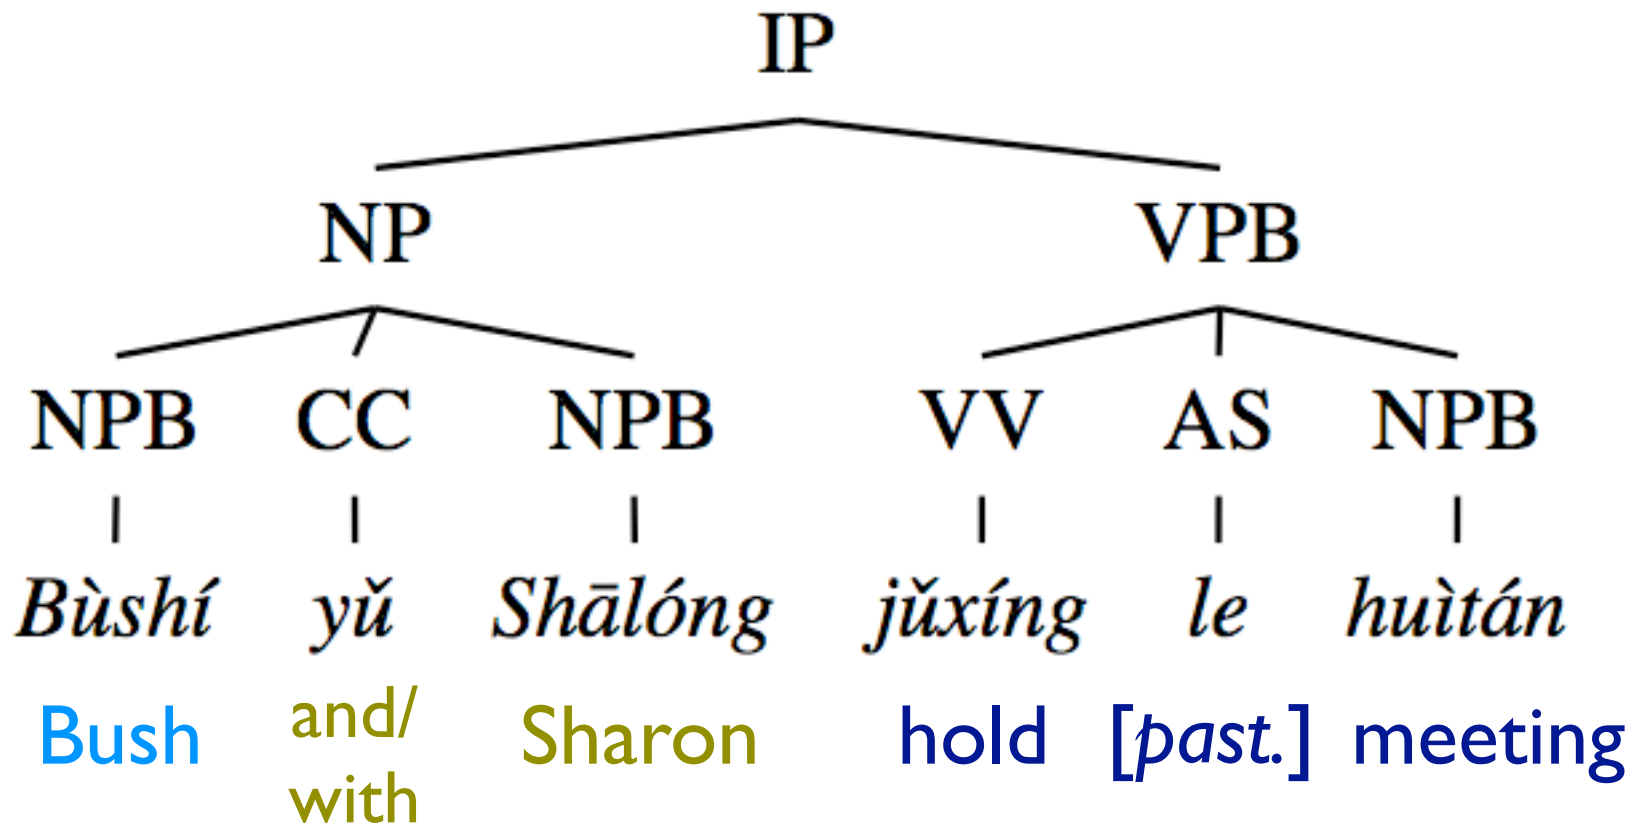 IP
NP VPB
NPB CC NPB VV AS NPB
Bùshí yǔ Shālóng jǔxíng le huìtán
Bush and/ Sharon hold [past.] meeting
with